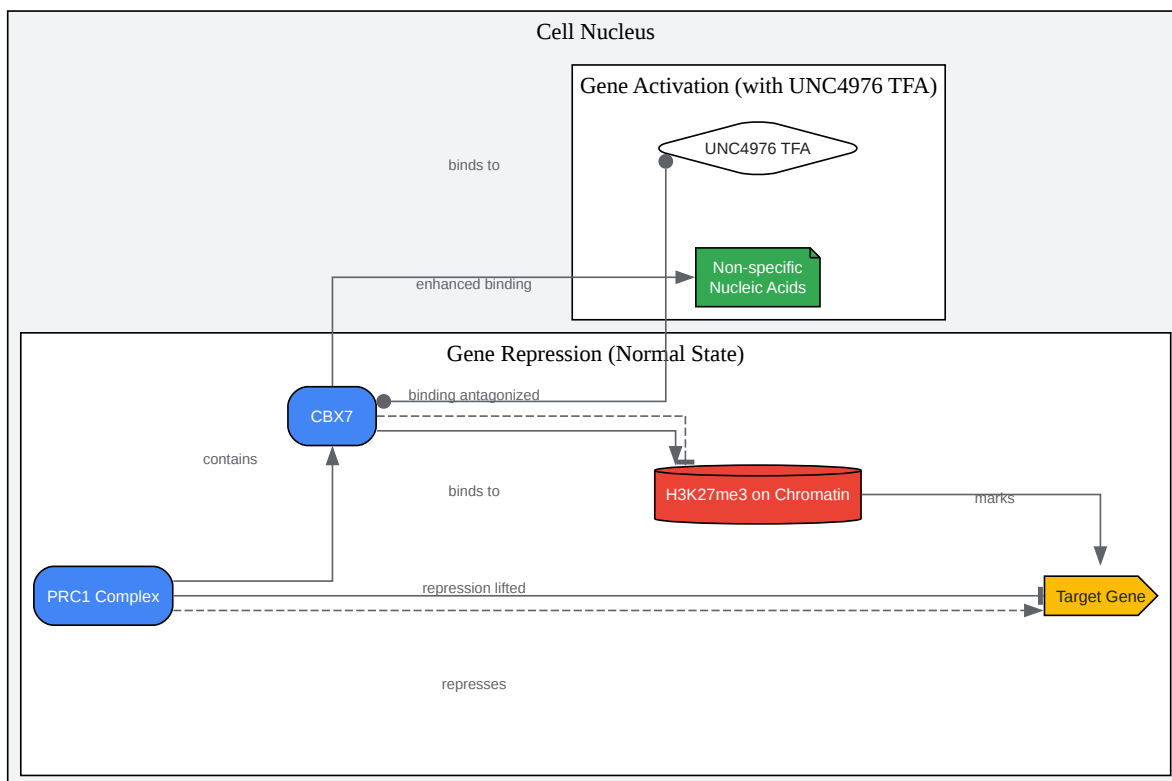 Cell Nucleus
Gene Activation (with UNC4976 TFA)
UNC4976 TFA
binds to
Non-specific
Nucleic Acids
enhanced binding
Gene Repression (Normal State)
binding antagonized
CBX7
contains
binds to
H3K27me3 on Chromatin
marks
PRC1 Complex
repression lifted
Target Gene
represses